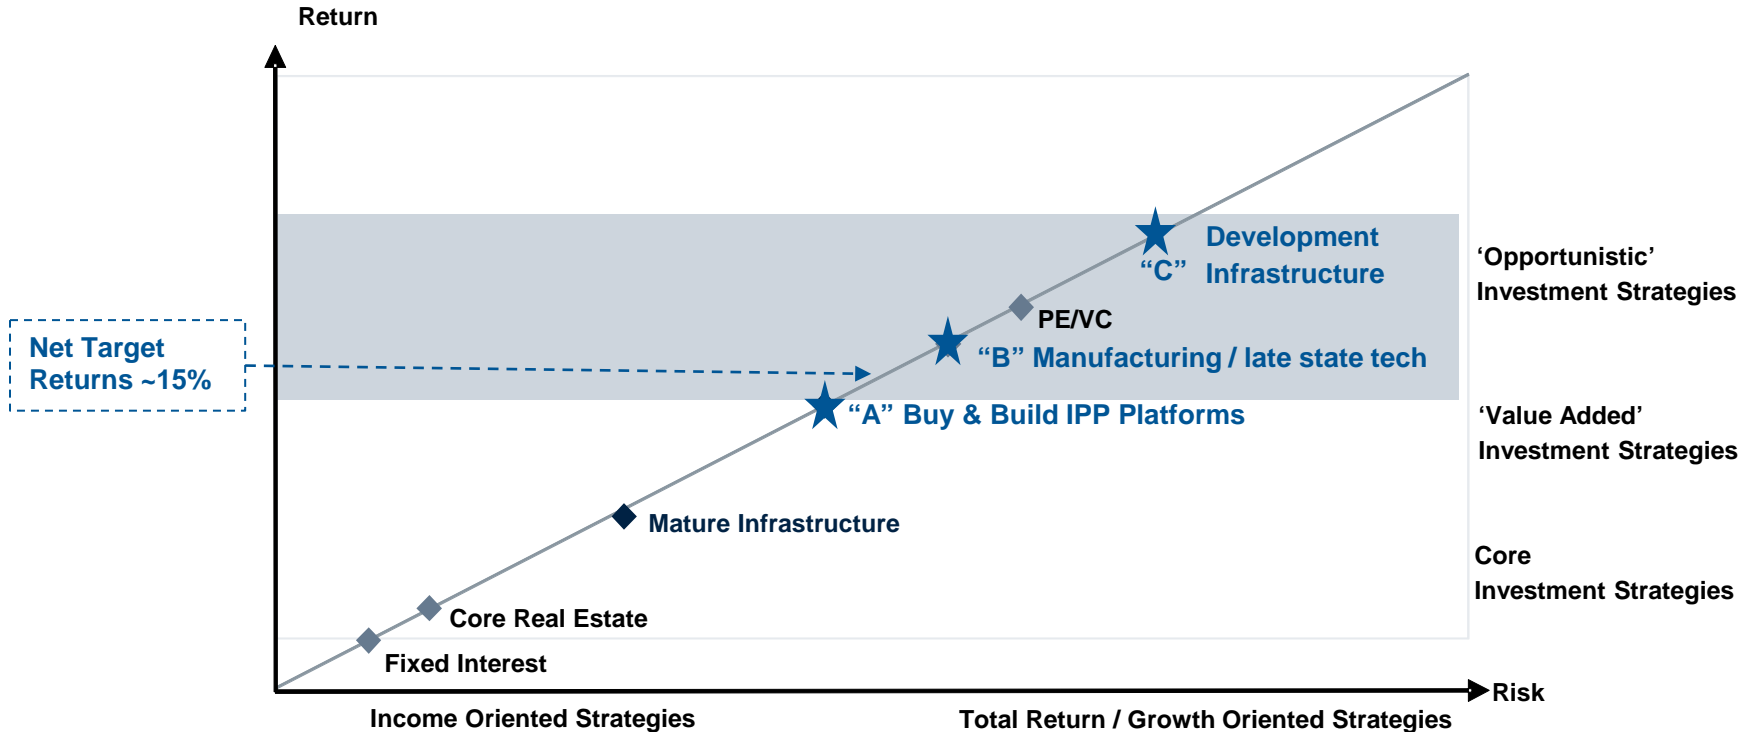 Return
Development
"C" Infrastructure
'Opportunistic'
Investment Strategies
PE/VC
Net Target
Returns ~15%
"B" Manufacturing / late state tech
"A" Buy & Build IPP Platforms
'Value Added'
Investment Strategies
Mature Infrastructure
Core
Investment Strategies
Core Real Estate
Fixed Interest
Risk
Income Oriented Strategies
Total Return / Growth Oriented Strategies